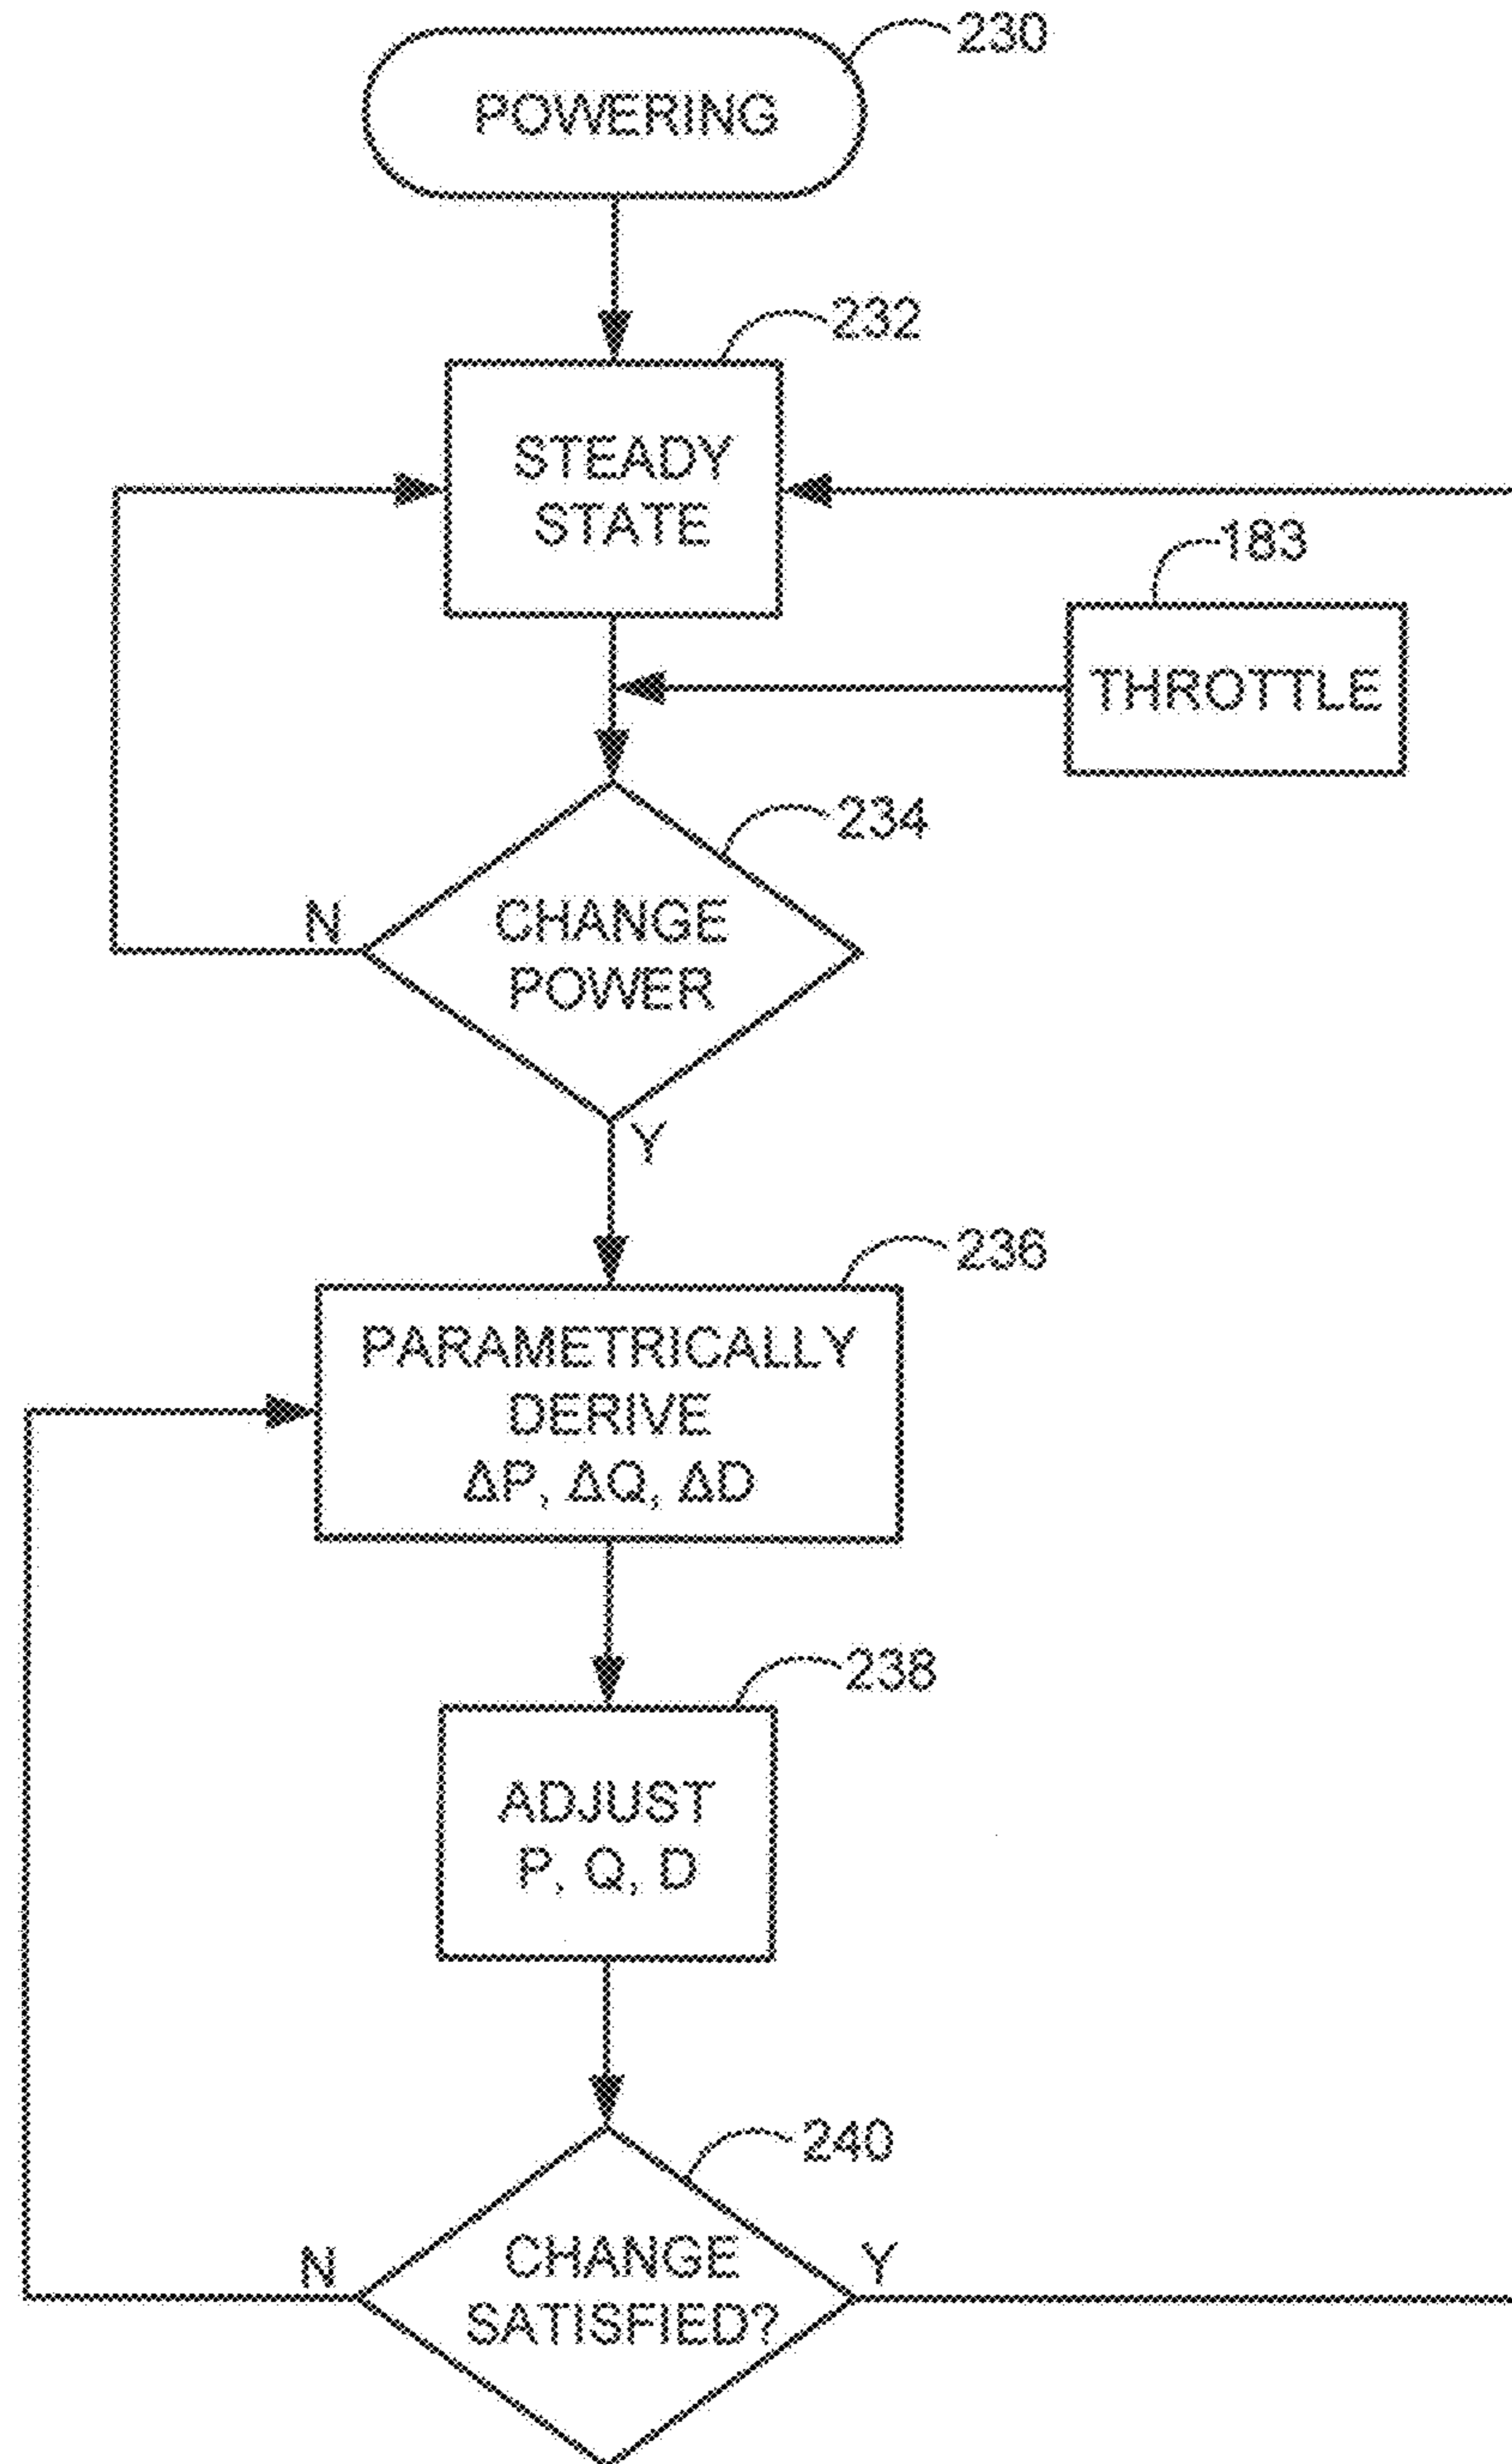 230
POWERING
232
STEADY
STATE
183
THROTTLE
234
N
CHANGE
POWER
Y
236
PARAMETRICALLY
DERIVE
ΔP, ΔQ, ΔD
238
ADJUST
P, Q, D
240
N
CHANGE
SATISFIED?
Y